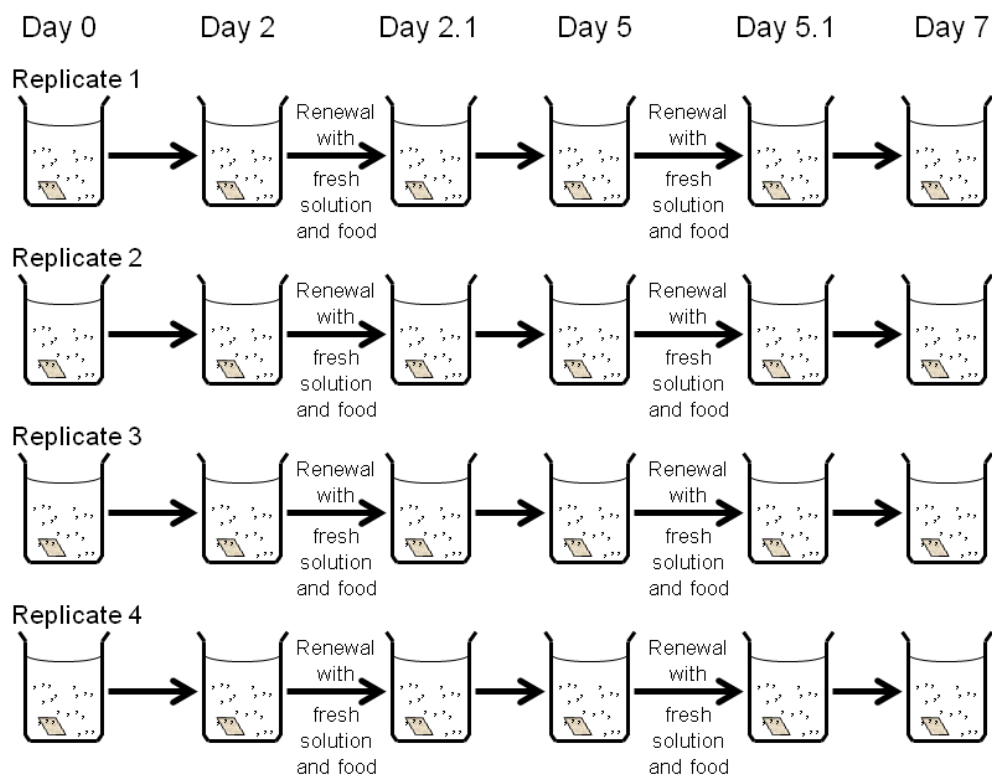 Day 0 Day 2 Day 2.1 Day 5 Day 5.1 Day 7
Replicate 1
Renewal Renewal
with with
fresh fresh
solution solution
and food and food
Replicate 2
Renewal Renewal
with with
fresh fresh
solution solution
and food and food
Replicate 3
Renewal Renewal
with with
fresh fresh
solution solution
and food and food
Replicate 4
Renewal Renewal
with with
fresh fresh
solution solution
and food and food